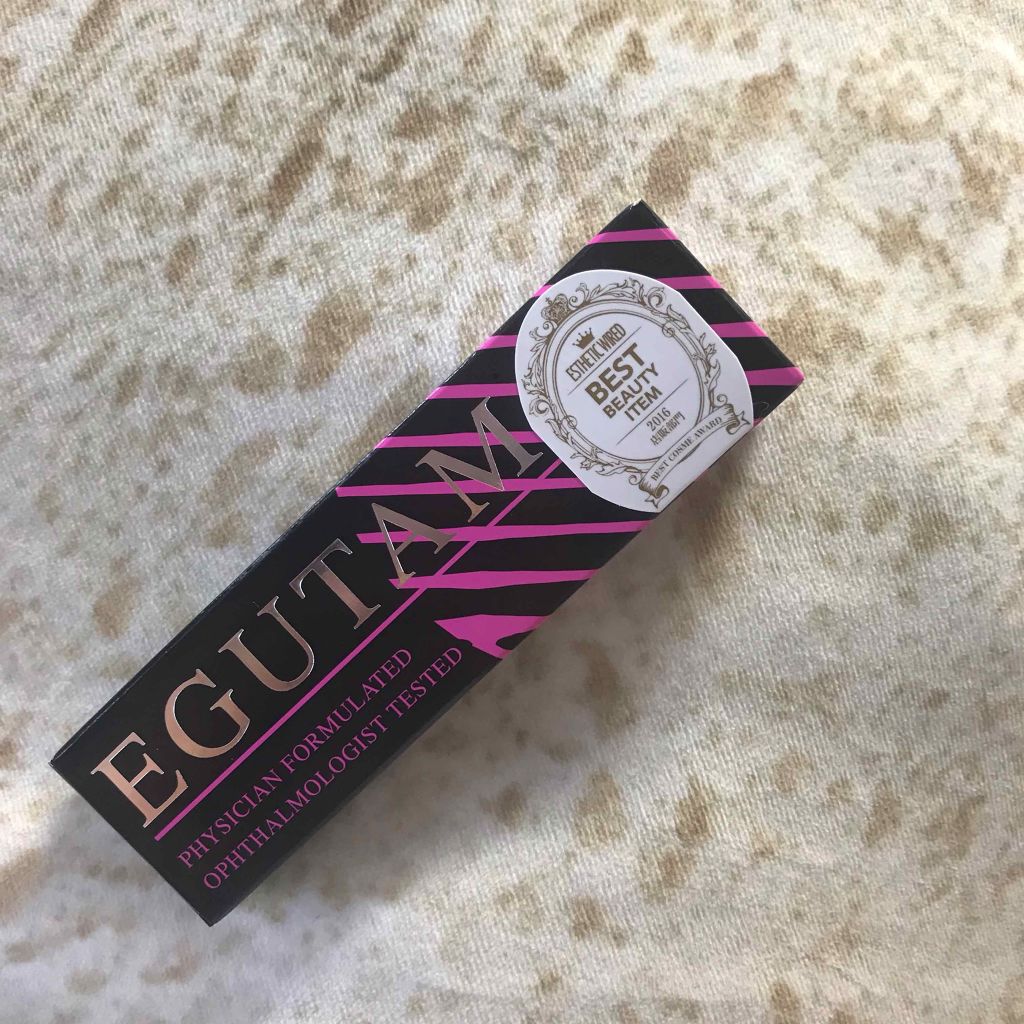 EGUTAM
PHYSICIAN FORMULATED
OPHTHALMOLOGIST TESTED
ESTHETIC WIRED
BEST
BEAUTY
ITEM
2016
店販部門
BEST COSME AWARD